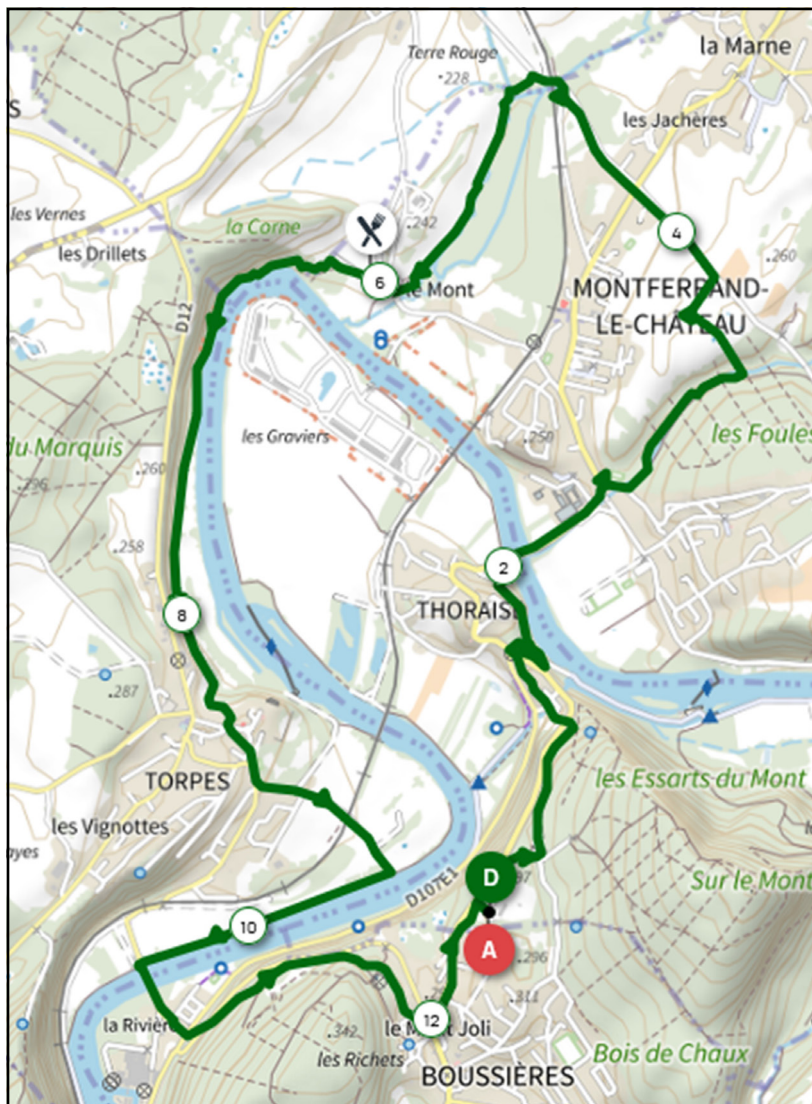 la Marne
Terre Rouge
.228
S
les Jachères
les Vernes
la Corne
.242
4
les Drillets
.260
6
le Mont
MONTFERRAND-
LE-CHÂTEAU
D12
du Marquis
les Graviers
.250
les Foules
.296
.260
.258
2
THORAISE
8
.287
TORPES
les Essarts du Mont
les Vignottes
ayes
D
D107E1
Sur le Mont
10
A
.296
.311
la Rivière
12
.342
le Mont Joli
les Richets
Bois de Chaux
BOUSSIÈRES